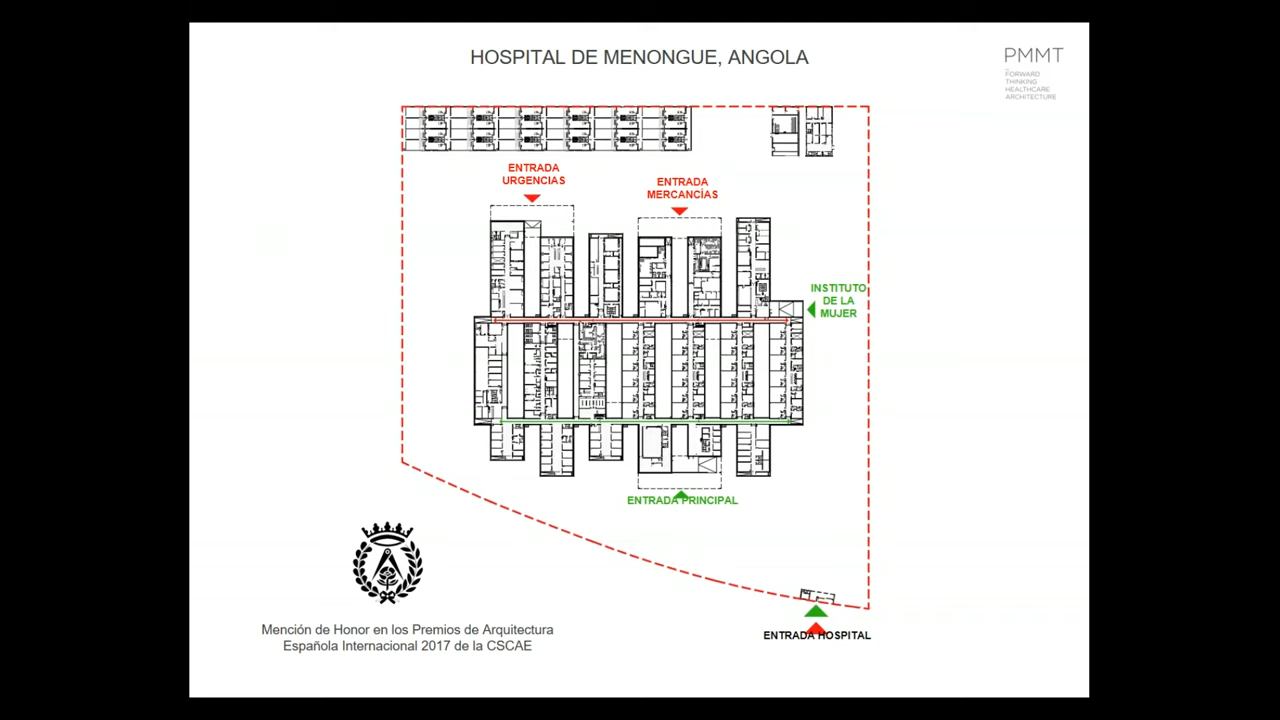 HOSPITAL DE MENONGUE, ANGOLA
PMMT
FORWARD
THINKING
HEALTHCARE
ARCHITECTURE
ENTRADA
URGENCIAS
ENTRADA
MERCANCÍAS
INSTITUTO
DE LA
MUJER
ENTRADA PRINCIPAL
ENTRADA HOSPITAL
Mención de Honor en los Premios de Arquitectura
Española Internacional 2017 de la CSCAE